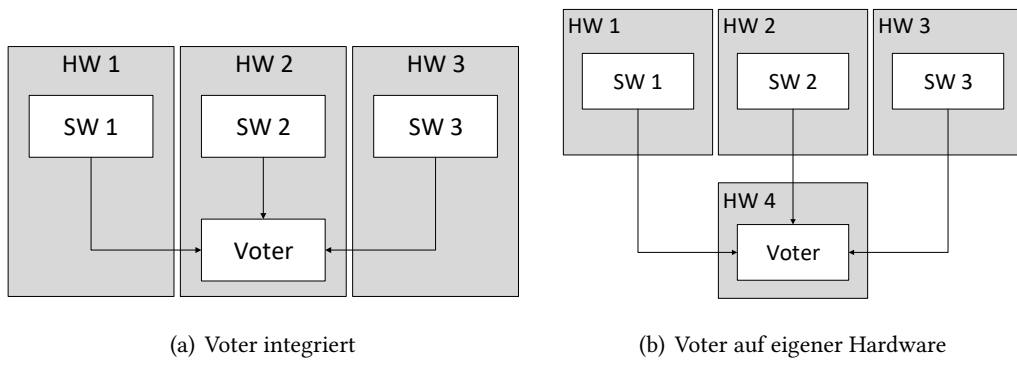 HW 1 HW 2 HW 3
SW 1 SW 2 SW 3
Voter
(a) Voter integriert
HW 1 HW 2 HW 3
SW 1 SW 2 SW 3
HW 4
Voter
(b) Voter auf eigener Hardware